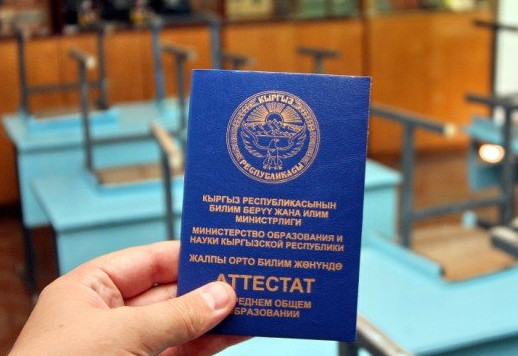 КЫРГЫЗ
РЕСПУБЛИКАСЫ
КЫРГЫЗ РЕСПУБЛИКАСЫНЫН
БИЛИМ БЕРҮҮ ЖАНА ИЛИМ
МИНИСТРЛИГИ
МИНИСТЕРСТВО ОБРАЗОВАНИЯ И
НАУКИ КЫРГЫЗСКОЙ РЕСПУБЛИКИ
ЖАЛПЫ ОРТО БИЛИМ ЖӨНҮНДӨ
АТТЕСТАТ
СРЕДНЕМ ОБЩЕМ
ОБРАЗОВАНИИ